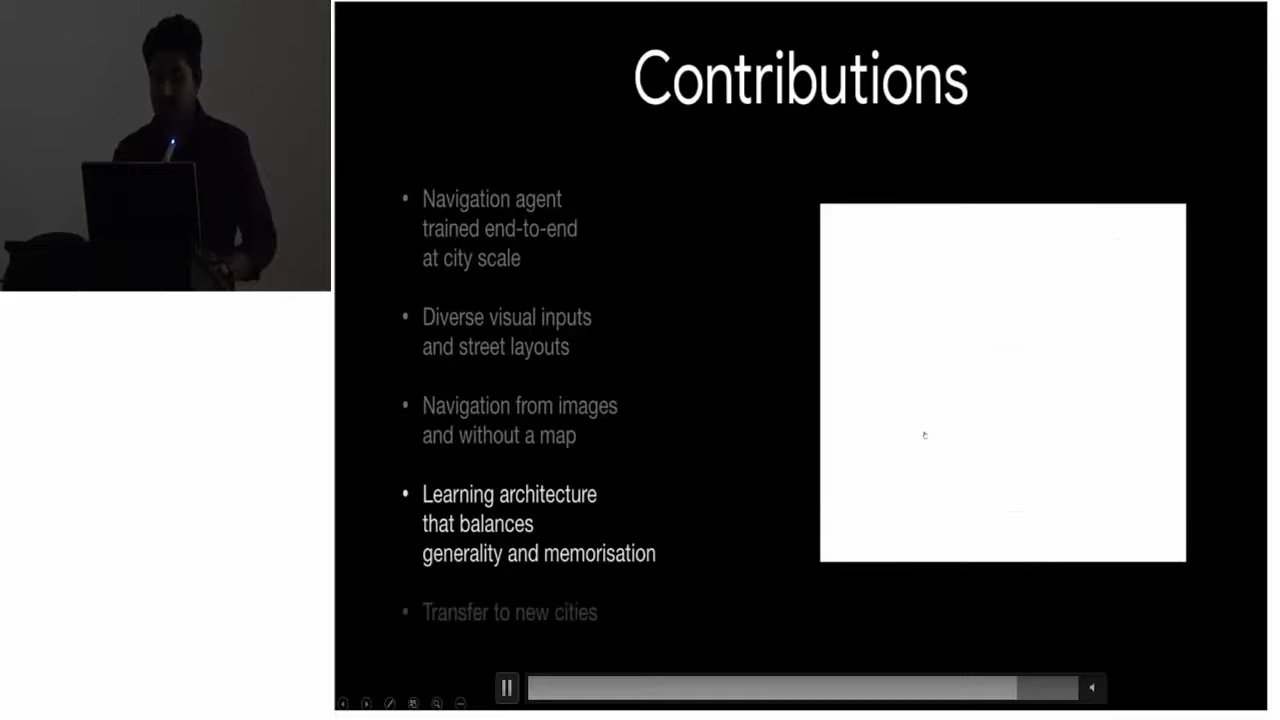 Contributions
• Navigation agent
trained end-to-end
at city scale
• Diverse visual inputs
and street layouts
• Navigation from images
and without a map
• Learning architecture
that balances
generality and memorisation
• Transfer to new cities